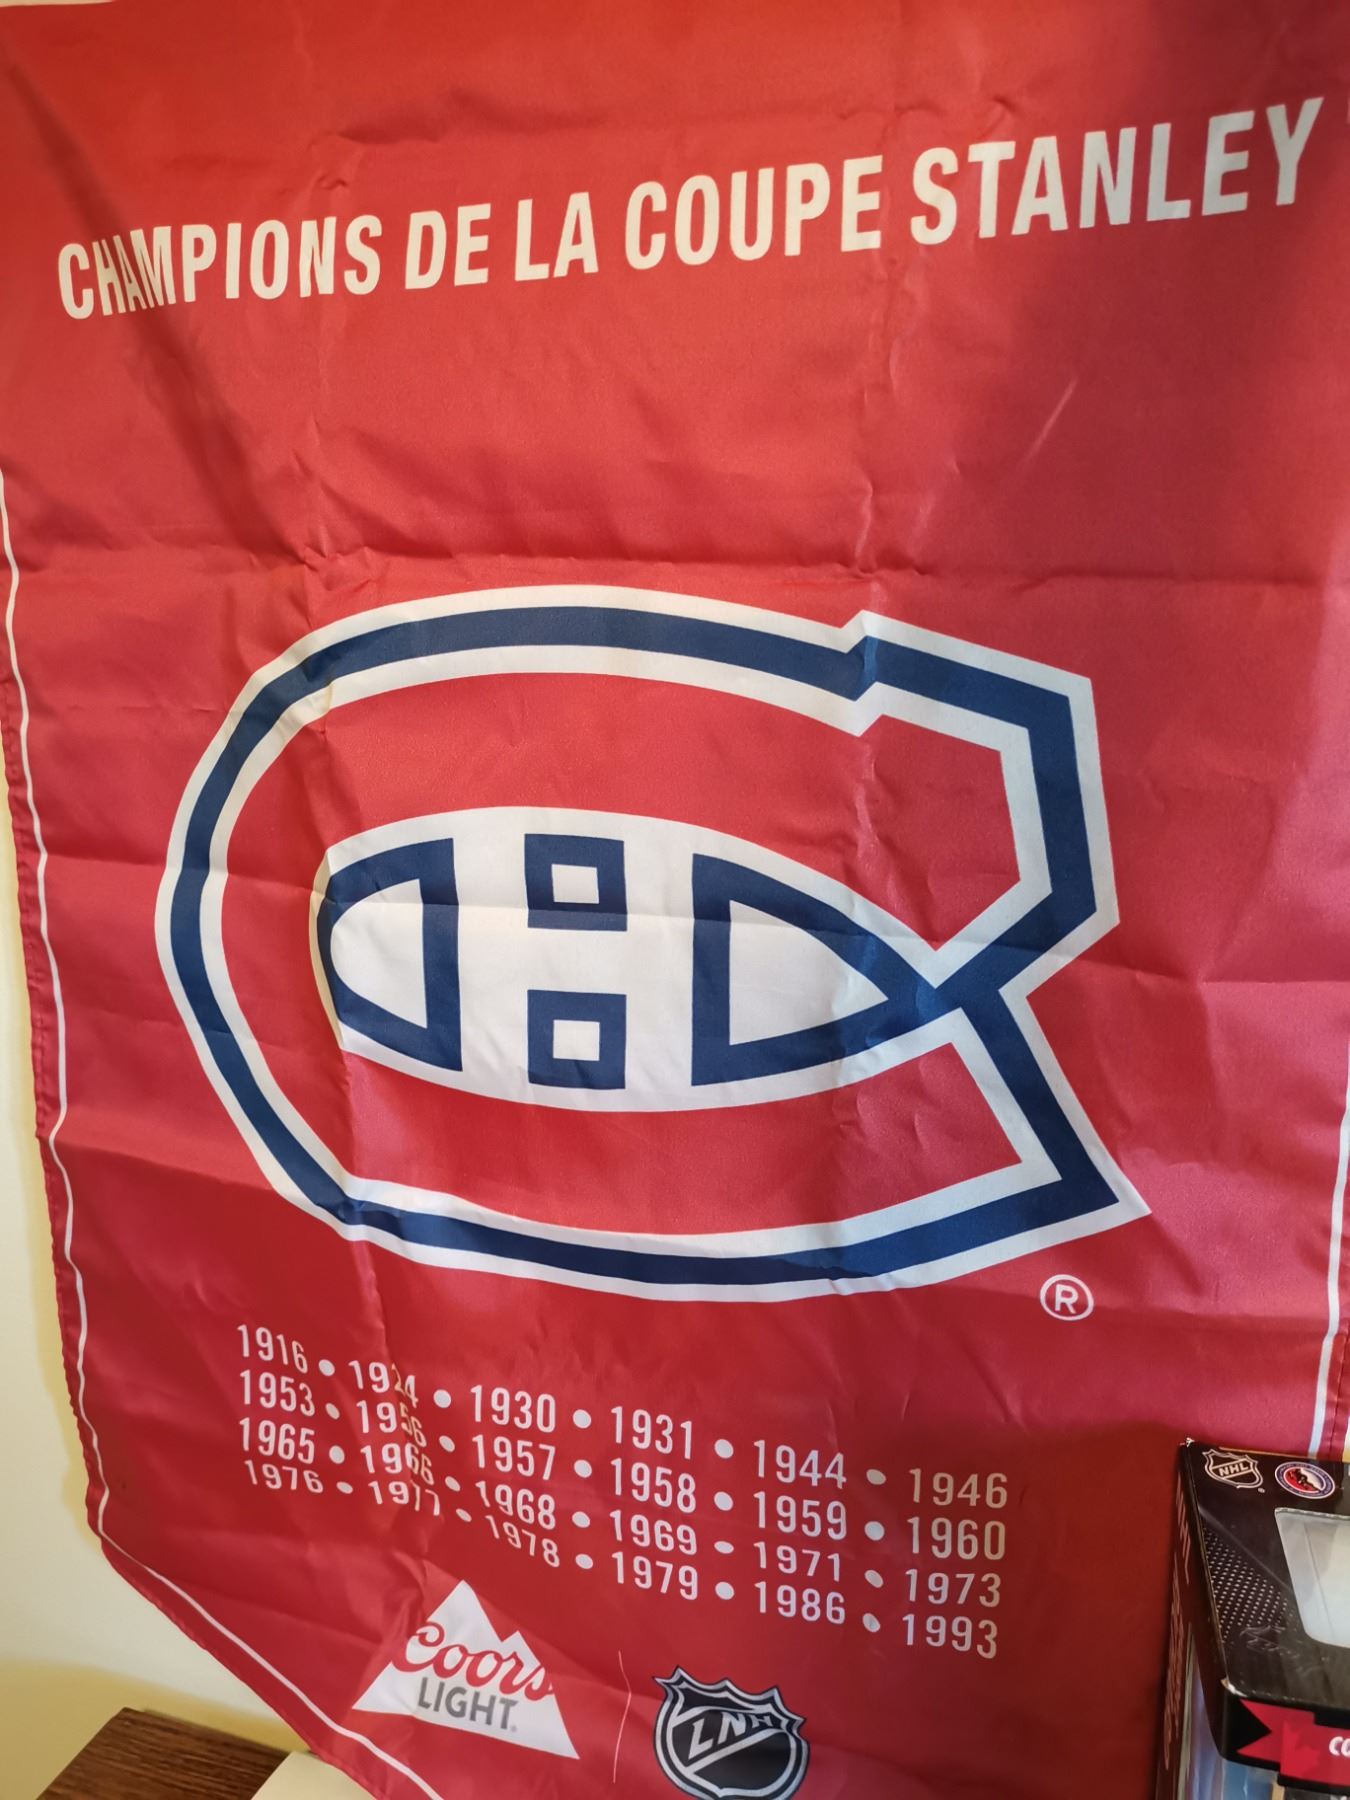 CHAMPIONS DE LA COUPE STANLEY
®
1916 • 1924 • 1930 • 1931 • 1944 • 1946
1953 • 1956 • 1957 • 1958 • 1959 • 1960
1965 • 1966 • 1968 • 1969 • 1971 • 1973
1976 • 1977 • 1978 • 1979 • 1986 • 1993
Coors
LIGHT
LNH
NHL